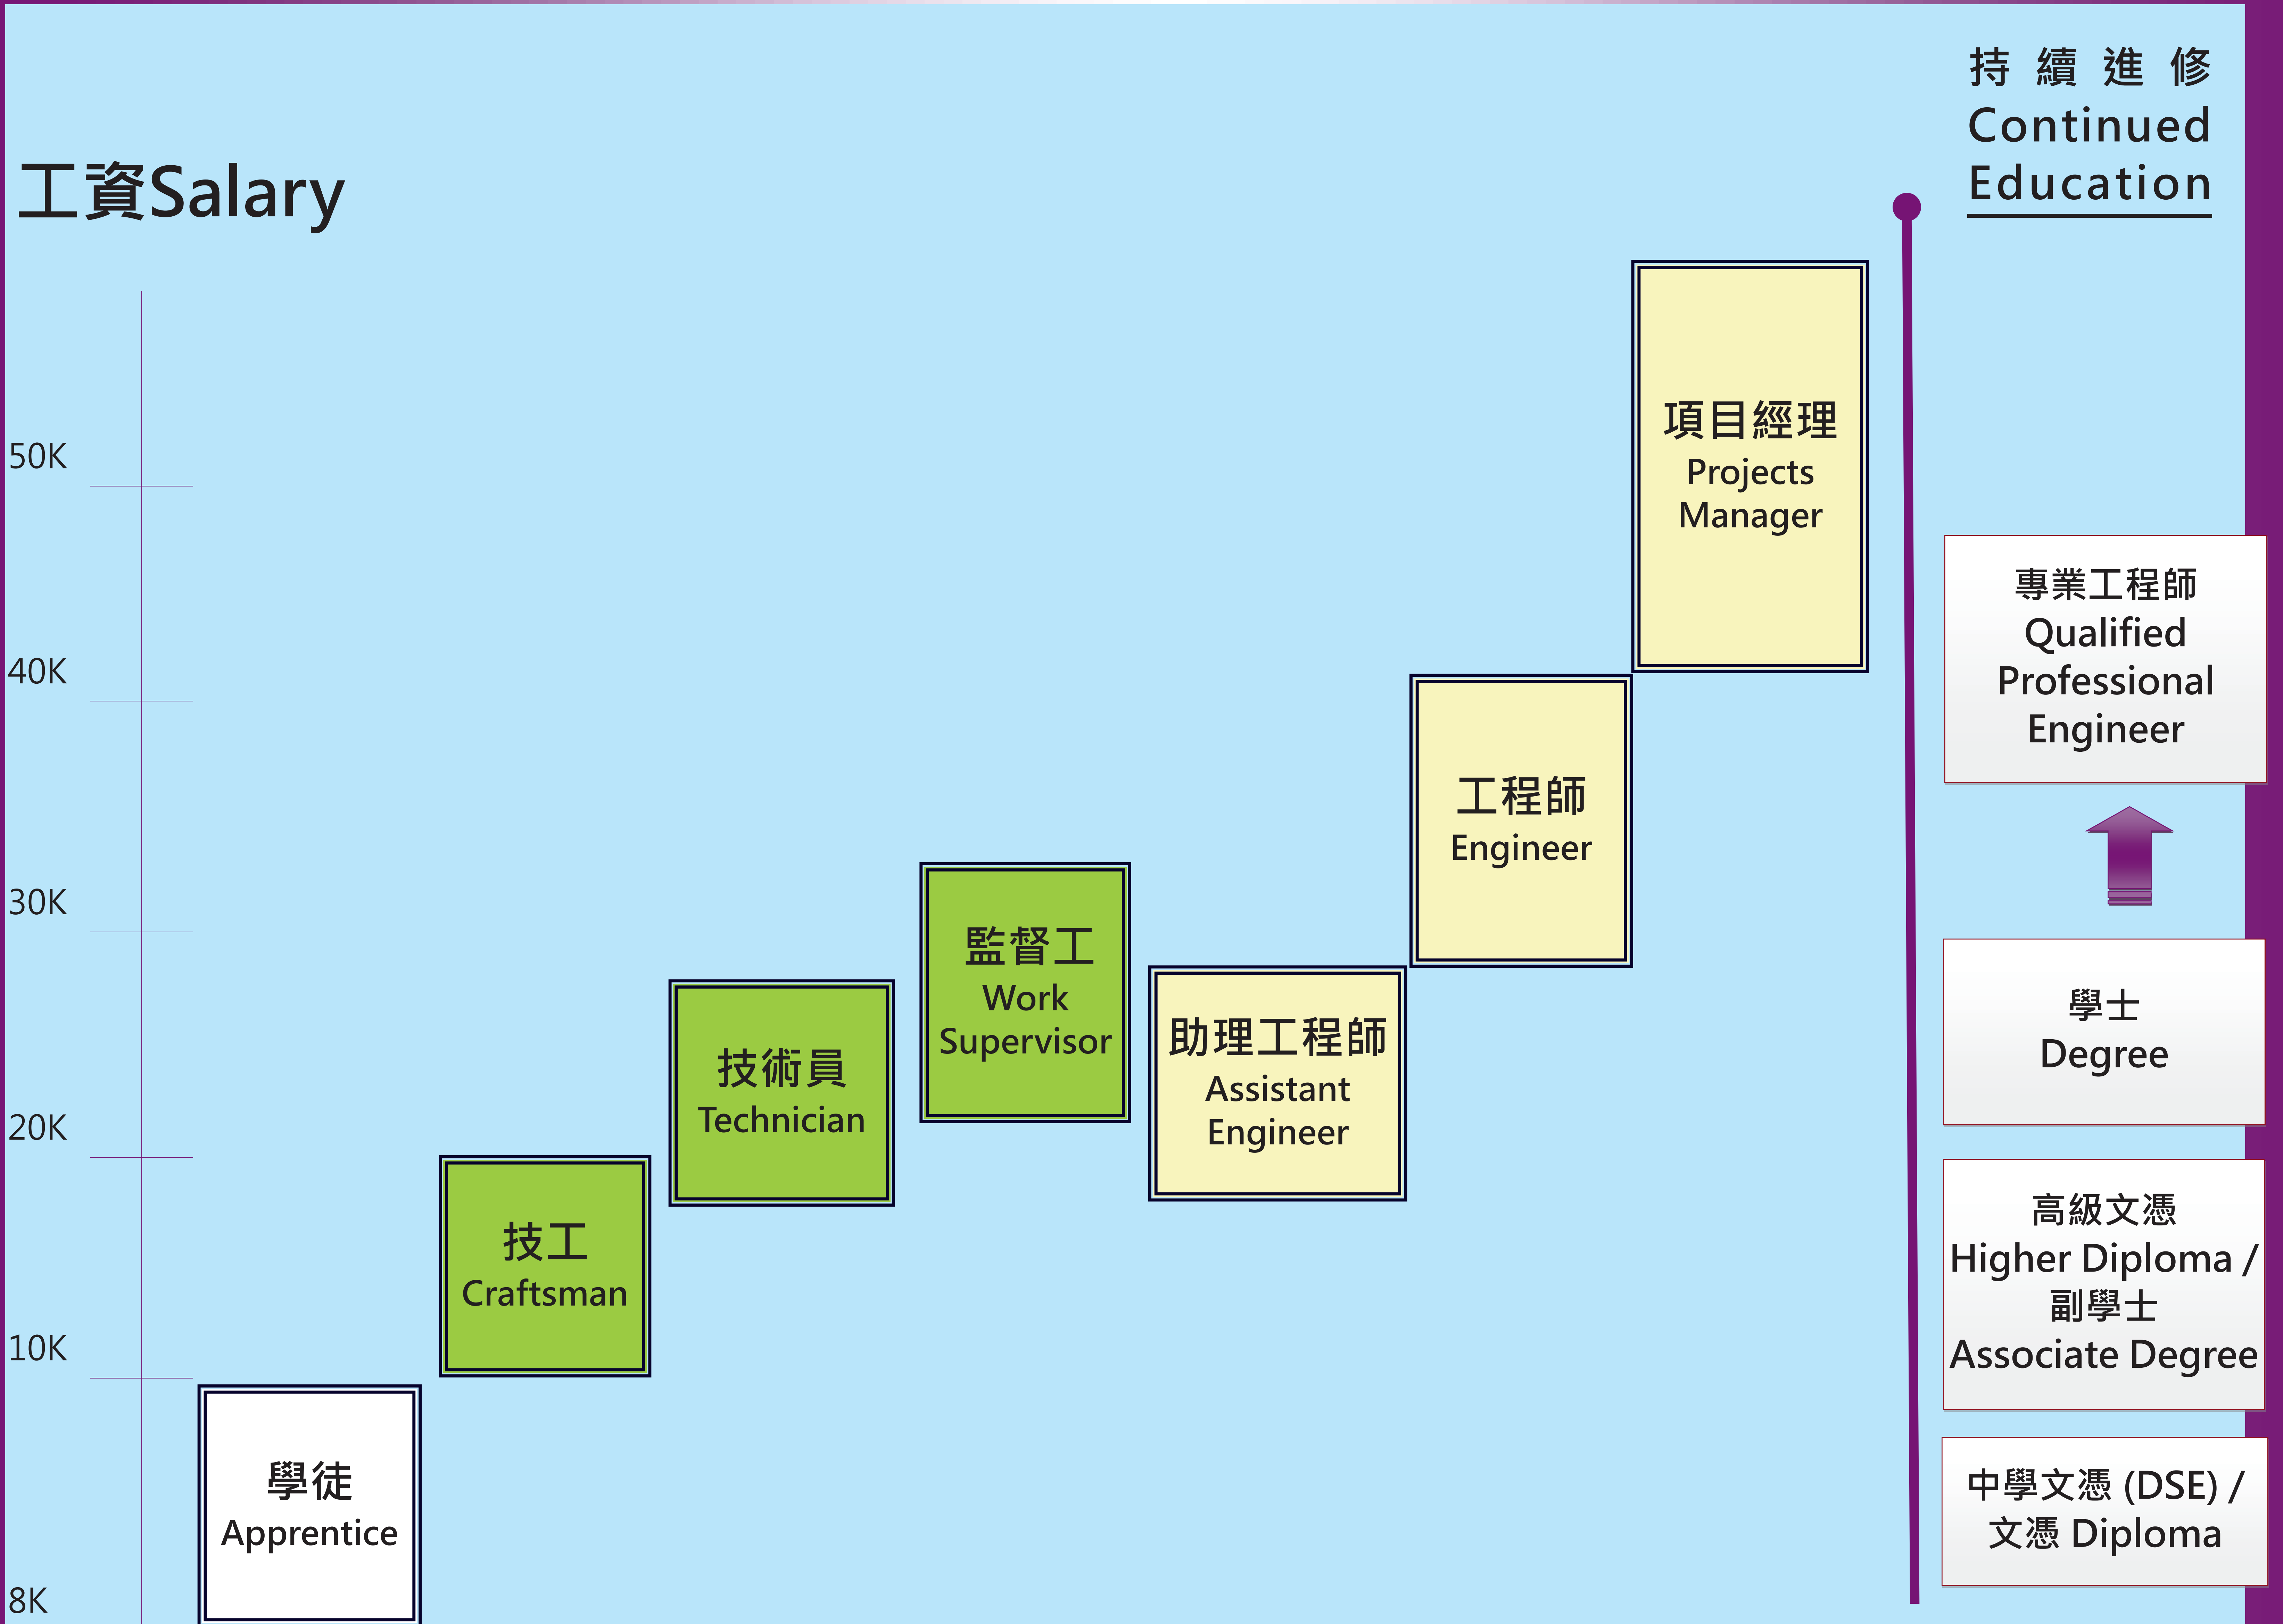 持續進修
Continued
Education
工資Salary
50K
40K
30K
20K
10K
8K
學徒
Apprentice
技工
Craftsman
技術員
Technician
監督工
Work
Supervisor
助理工程師
Assistant
Engineer
工程師
Engineer
項目經理
Projects
Manager
專業工程師
Qualified
Professional
Engineer
學士
Degree
高級文憑
Higher Diploma /
副學士
Associate Degree
中學文憑 (DSE) /
文憑 Diploma